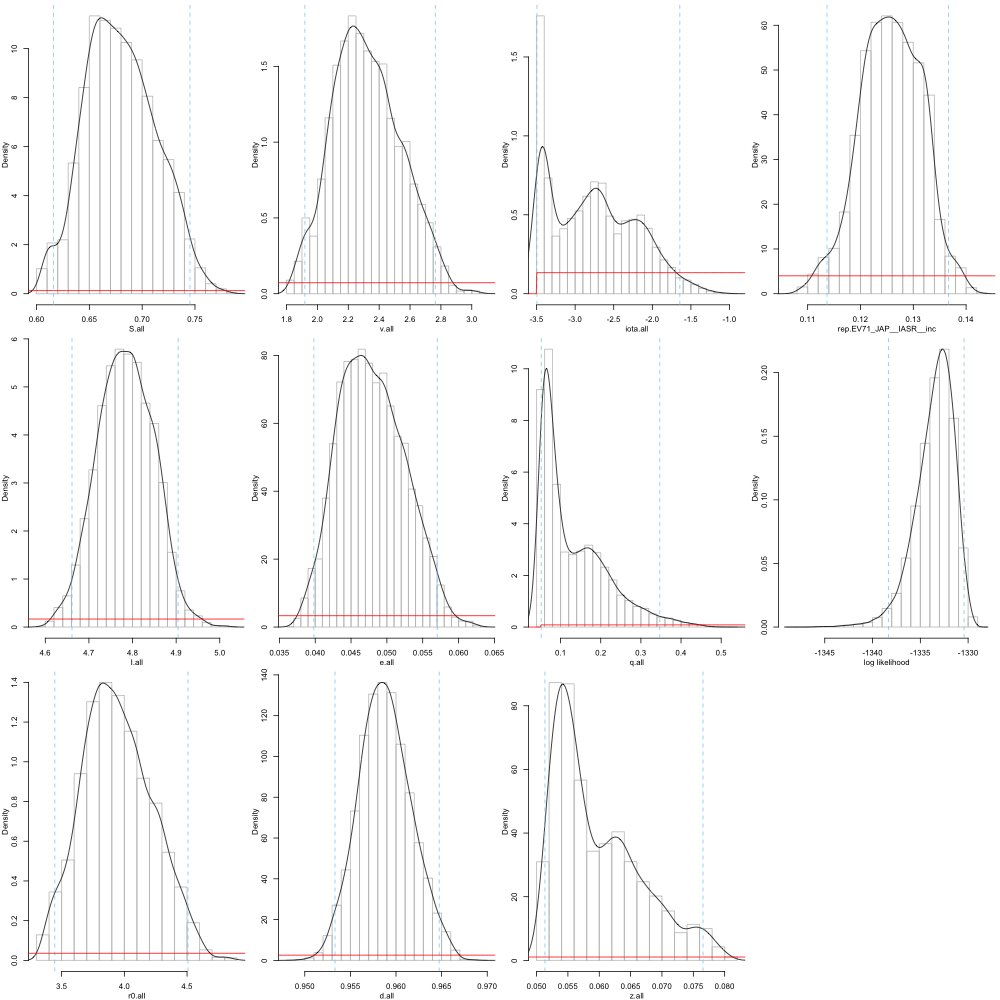 Density
0 2 4 6 8 10
0.60 0.65 0.70 0.75
S.all
Density
0.0 0.5 1.0 1.5
1.8 2.0 2.2 2.4 2.6 2.8 3.0
v.all
Density
0.0 0.5 1.0 1.5
-3.5 -3.0 -2.5 -2.0 -1.5 -1.0
iota.all
Density
0 10 20 30 40 50 60
0.11 0.12 0.13 0.14
rep.EV71_JAP__IASR__inc
Density
0 1 2 3 4 5 6
4.6 4.7 4.8 4.9 5.0
l.all
Density
0 20 40 60 80
0.035 0.040 0.045 0.050 0.055 0.060 0.065
e.all
Density
0 2 4 6 8 10
0.1 0.2 0.3 0.4 0.5
q.all
Density
0.00 0.05 0.10 0.15 0.20
-1345 -1340 -1335 -1330
log likelihood
Density
0.0 0.2 0.4 0.6 0.8 1.0 1.2 1.4
3.5 4.0 4.5
r0.all
Density
0 20 40 60 80 100 120 140
0.950 0.955 0.960 0.965 0.970
d.all
Density
0 20 40 60 80
0.050 0.055 0.060 0.065 0.070 0.075 0.080
z.all